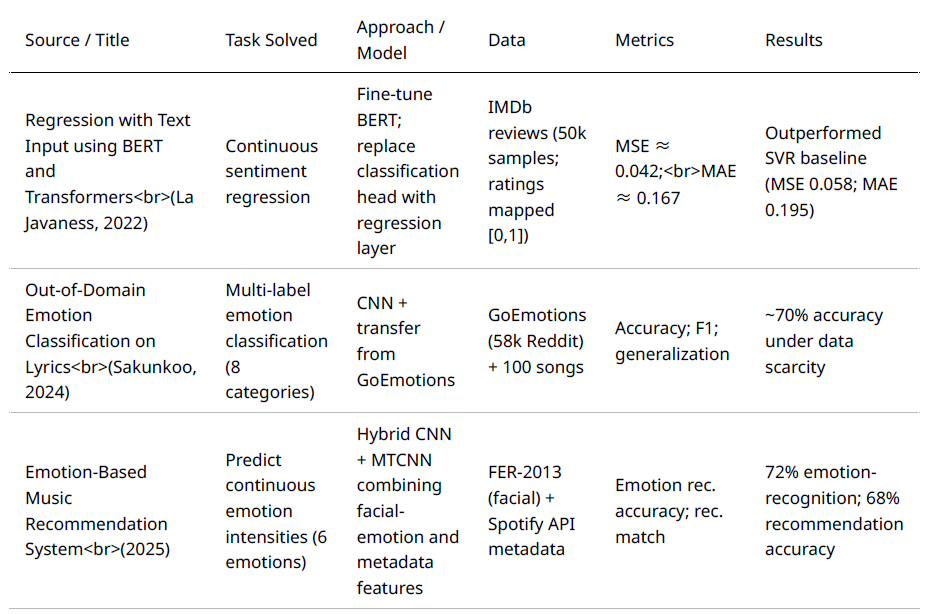 Source / Title
Task Solved
Approach /
Model
Data
Metrics
Results
Regression with Text
Input using BERT
and
Transformers<br>(La
Javaness, 2022)
Continuous
sentiment
regression
Fine-tune
BERT;
replace
classification
head with
regression
layer
IMDb
reviews (50k
samples;
ratings
mapped
[0,1])
MSE ≈
0.042;<br>MAE
≈ 0.167
Outperformed
SVR baseline
(MSE 0.058; MAE
0.195)
Out-of-Domain
Emotion
Classification on
Lyrics<br>(Sakunkoo,
2024)
Multi-label
emotion
classification
(8
categories)
CNN +
transfer
from
GoEmotions
GoEmotions
(58k Reddit)
+ 100 songs
Accuracy; F1;
generalization
~70% accuracy
under data
scarcity
Emotion-Based
Music
Recommendation
System<br>(2025)
Predict
continuous
emotion
intensities (6
emotions)
Hybrid CNN
+ MTCNN
combining
facial-
emotion and
metadata
features
FER-2013
(facial) +
Spotify API
metadata
Emotion rec.
accuracy; rec.
match
72% emotion-
recognition; 68%
recommendation
accuracy